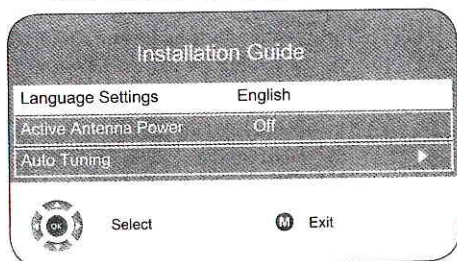 Installation Guide
Language Settings English
Active Antenna Power Off
Auto Tuning
OK Select M Exit